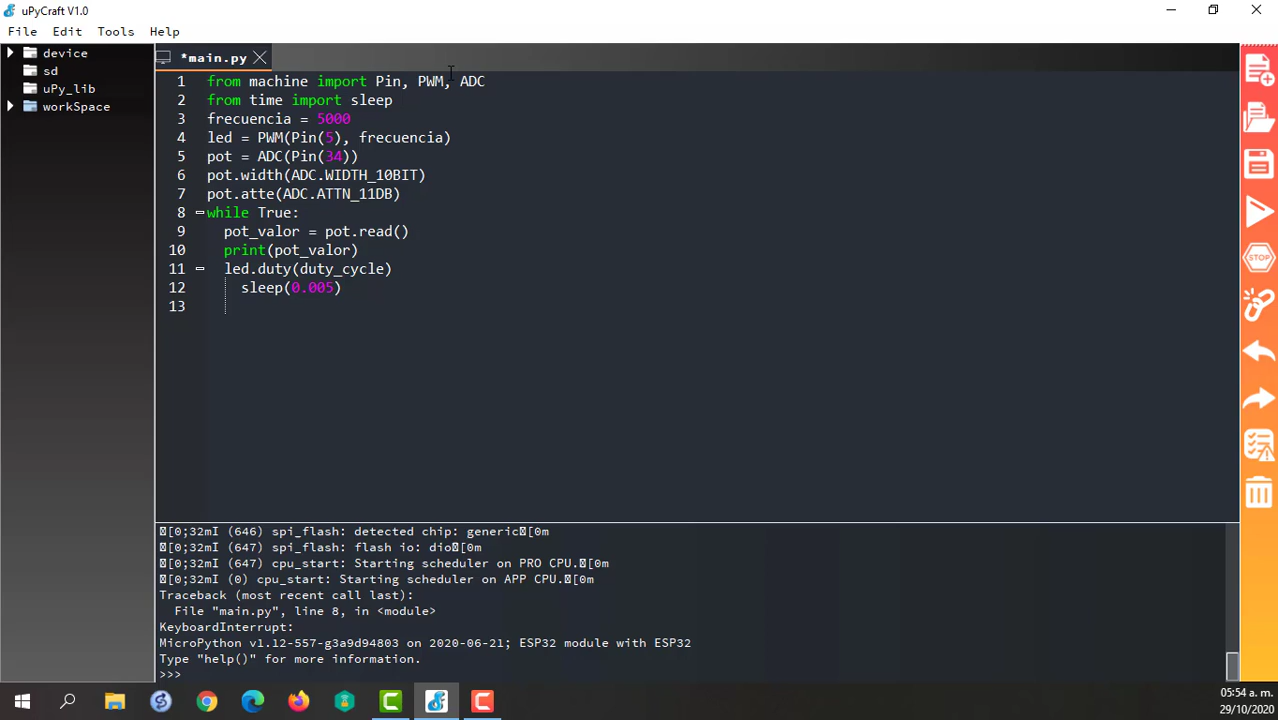 uPyCraft V1.0
File Edit Tools Help
device
sd
uPy_lib
workSpace
*main.py
1 from machine import Pin, PWM, ADC
2 from time import sleep
3 frecuencia = 5000
4 led = PWM(Pin(5), frecuencia)
5 pot = ADC(Pin(34))
6 pot.width(ADC.WIDTH_10BIT)
7 pot.atte(ADC.ATTN_11DB)
8 while True:
9 pot_valor = pot.read()
10 print(pot_valor)
11 led.duty(duty_cycle)
12 sleep(0.005)
13
[0;32mI (646) spi_flash: detected chip: generic[0m
[0;32mI (647) spi_flash: flash io: dio[0m
[0;32mI (647) cpu_start: Starting scheduler on PRO CPU.[0m
[0;32mI (0) cpu_start: Starting scheduler on APP CPU.[0m
Traceback (most recent call last):
File "main.py", line 8, in <module>
KeyboardInterrupt:
MicroPython v1.12-557-g3a9d94803 on 2020-06-21; ESP32 module with ESP32
Type "help()" for more information.
>>>
STOP
05:54 a. m.
29/10/2020